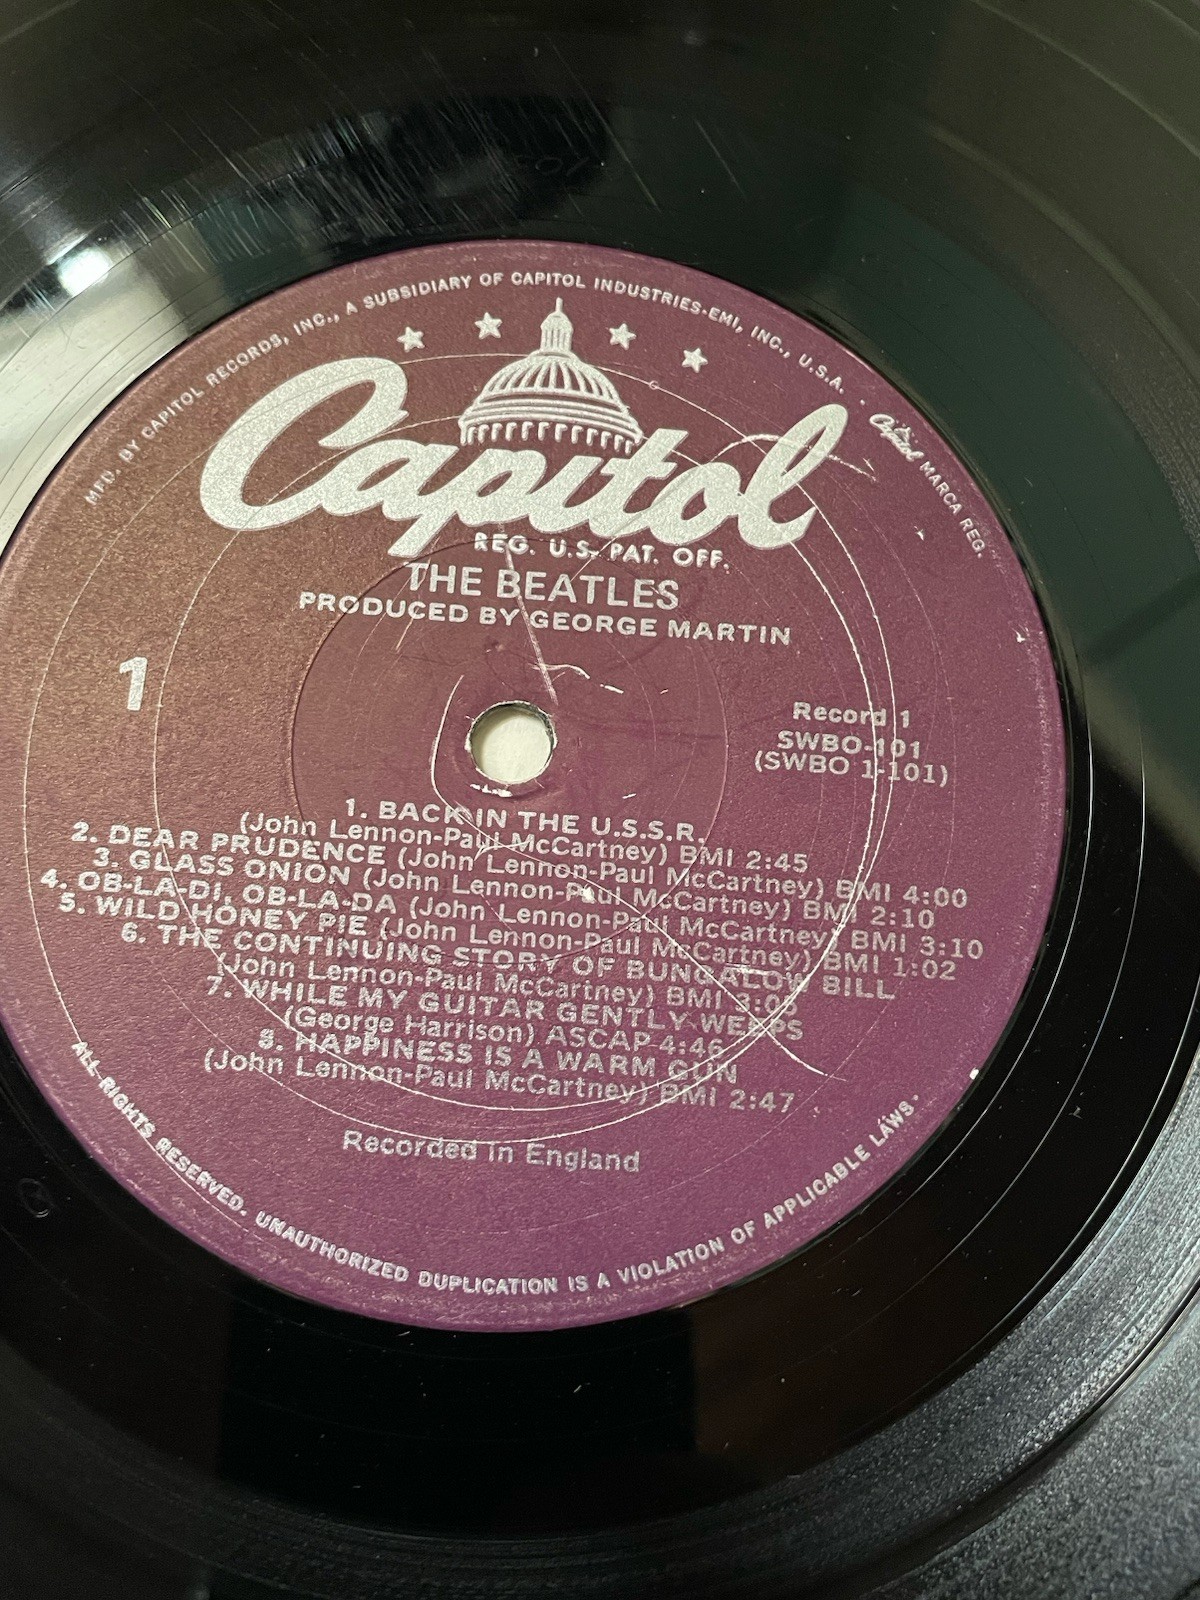 MFD. BY CAPITOL RECORDS, INC., A SUBSIDIARY OF CAPITOL INDUSTRIES-EMI, INC., U.S.A. . Capitol MARCA REG.
Capitol
REG. U.S. PAT. OFF.
THE BEATLES
PRODUCED BY GEORGE MARTIN
1
Record 1
SWBO-101
(SWBO 1-101)
1. BACK IN THE U.S.S.R.
(John Lennon-Paul McCartney) BMI 2:45
2. DEAR PRUDENCE (John Lennon-Paul McCartney) BMI 4:00
3. GLASS ONION (John Lennon-Paul McCartney) BMI 2:10
4. OB-LA-DI, OB-LA-DA (John Lennon-Paul McCartney) BMI 3:10
5. WILD HONEY PIE (John Lennon-Paul McCartney) BMI 1:02
6. THE CONTINUING STORY OF BUNGALOW BILL
(John Lennon-Paul McCartney) BMI 3:05
7. WHILE MY GUITAR GENTLY WEEPS
(George Harrison) ASCAP 4:46
8. HAPPINESS IS A WARM GUN
(John Lennon-Paul McCartney) BMI 2:47
Recorded in England
ALL RIGHTS RESERVED. UNAUTHORIZED DUPLICATION IS A VIOLATION OF APPLICABLE LAWS.